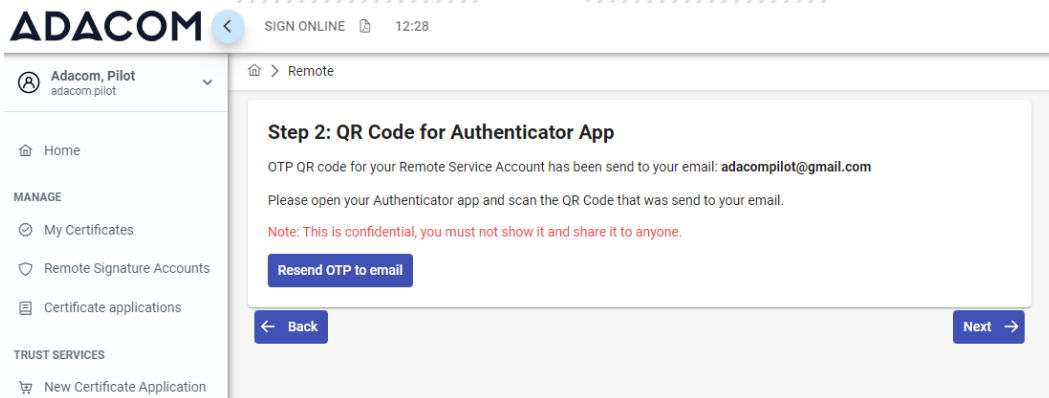 ADACOM
SIGN ONLINE 12:28
Adacom, Pilot
adacom.pilot
Remote
Home
MANAGE
My Certificates
Remote Signature Accounts
Certificate applications
TRUST SERVICES
New Certificate Application
Step 2: QR Code for Authenticator App
OTP QR code for your Remote Service Account has been send to your email: adacompilot@gmail.com
Please open your Authenticator app and scan the QR Code that was send to your email.
Note: This is confidential, you must not show it and share it to anyone.
Resend OTP to email
Back
Next